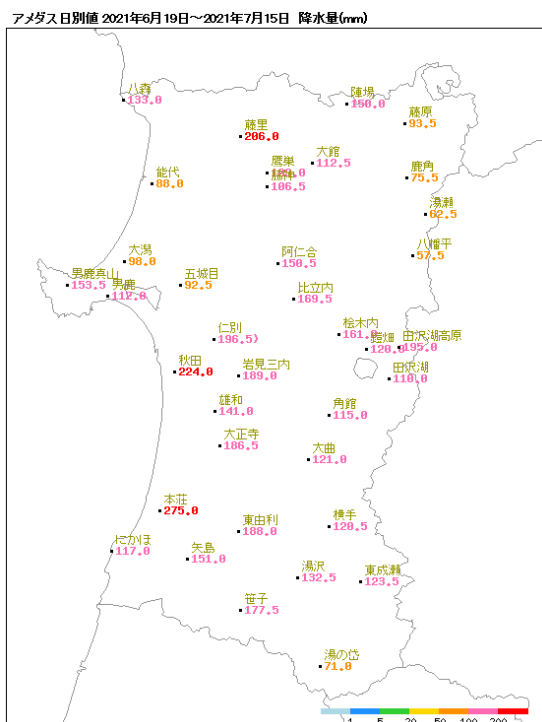 アメダス日別値 2021年6月19日～2021年7月15日 降水量(mm)
八森
133.0
陣場
150.0
藤原
93.5
藤里
206.0
大館
112.5
鷹巣
脇神
106.5
鹿角
75.5
能代
88.0
湯瀬
62.5
八幡平
57.5
大潟
98.0
阿仁合
150.5
男鹿真山
153.5
男鹿
112.0
五城目
92.5
比立内
169.5
仁別
196.5)
桧木内
161.0
鎧畑
田沢湖高原
195.0
秋田
224.0
岩見三内
189.0
田沢湖
110.0
雄和
141.0
角館
115.0
大正寺
186.5
大曲
121.0
本荘
275.0
東由利
188.0
横手
120.5
にかほ
117.0
矢島
151.0
湯沢
132.5
東成瀬
123.5
笹子
177.5
湯の岱
71.0
1 5 20 50 100 200